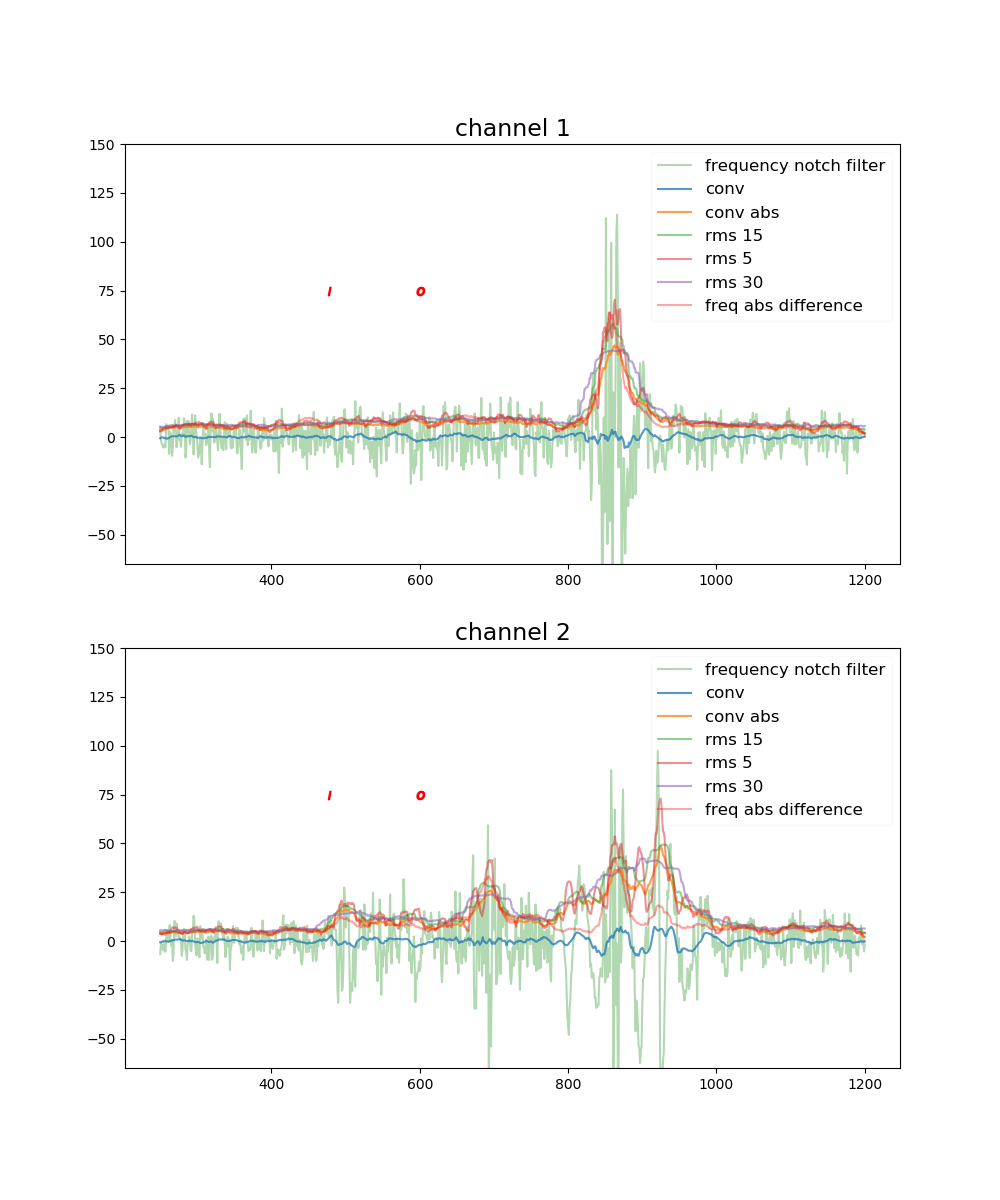 channel 1
150
125
100
75
50
25
0
−25
−50
frequency notch filter
conv
conv abs
rms 15
rms 5
rms 30
freq abs difference
I o
400 600 800 1000 1200
channel 2
150
125
100
75
50
25
0
−25
−50
frequency notch filter
conv
conv abs
rms 15
rms 5
rms 30
freq abs difference
I o
400 600 800 1000 1200